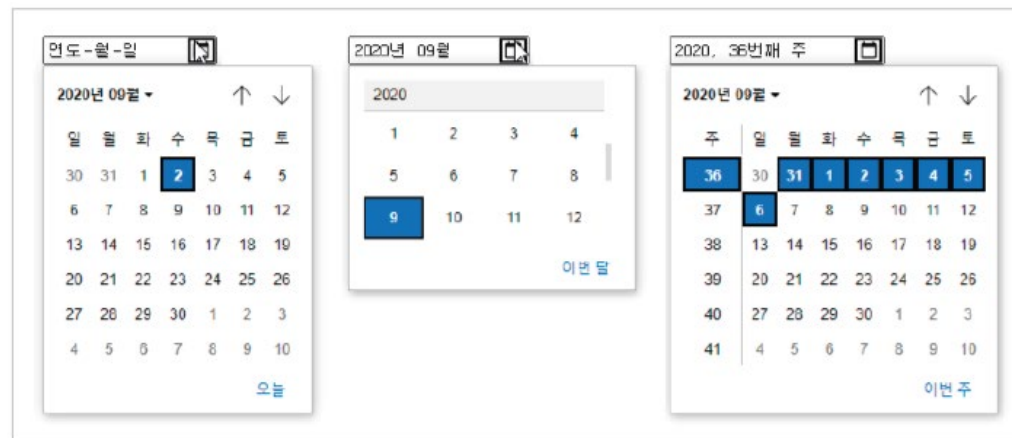 연도-월-일
2020년 09월
일 월 화 수 목 금 토
30 31 1 2 3 4 5
6 7 8 9 10 11 12
13 14 15 16 17 18 19
20 21 22 23 24 25 26
27 28 29 30 1 2 3
4 5 6 7 8 9 10
오늘
2020년 09월
2020
1 2 3 4
5 6 7 8
9 10 11 12
이번 달
2020, 36번째 주
2020년 09월
주 일 월 화 수 목 금 토
36 30 31 1 2 3 4 5
37 6 7 8 9 10 11 12
38 13 14 15 16 17 18 19
39 20 21 22 23 24 25 26
40 27 28 29 30 1 2 3
41 4 5 6 7 8 9 10
이번 주